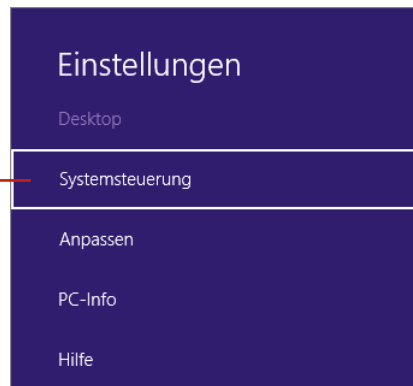 Einstellungen
Desktop
Systemsteuerung
Anpassen
PC-Info
Hilfe